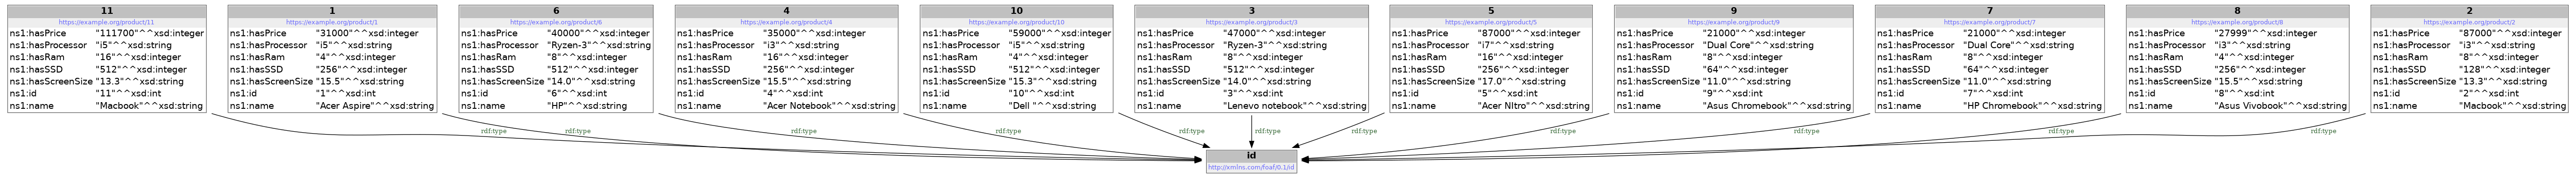 11
https://example.org/product/11
ns1:hasPrice "111700"^^xsd:integer
ns1:hasProcessor "i5"^^xsd:string
ns1:hasRam "16"^^xsd:integer
ns1:hasSSD "512"^^xsd:integer
ns1:hasScreenSize "13.3"^^xsd:string
ns1:id "11"^^xsd:int
ns1:name "Macbook"^^xsd:string
1
https://example.org/product/1
ns1:hasPrice "31000"^^xsd:integer
ns1:hasProcessor "i5"^^xsd:string
ns1:hasRam "4"^^xsd:integer
ns1:hasSSD "256"^^xsd:integer
ns1:hasScreenSize "15.5"^^xsd:string
ns1:id "1"^^xsd:int
ns1:name "Acer Aspire"^^xsd:string
6
https://example.org/product/6
ns1:hasPrice "40000"^^xsd:integer
ns1:hasProcessor "Ryzen-3"^^xsd:string
ns1:hasRam "8"^^xsd:integer
ns1:hasSSD "512"^^xsd:integer
ns1:hasScreenSize "14.0"^^xsd:string
ns1:id "6"^^xsd:int
ns1:name "HP"^^xsd:string
4
https://example.org/product/4
ns1:hasPrice "35000"^^xsd:integer
ns1:hasProcessor "i3"^^xsd:string
ns1:hasRam "16"^^xsd:integer
ns1:hasSSD "256"^^xsd:integer
ns1:hasScreenSize "15.5"^^xsd:string
ns1:id "4"^^xsd:int
ns1:name "Acer Notebook"^^xsd:string
10
https://example.org/product/10
ns1:hasPrice "59000"^^xsd:integer
ns1:hasProcessor "i5"^^xsd:string
ns1:hasRam "4"^^xsd:integer
ns1:hasSSD "512"^^xsd:integer
ns1:hasScreenSize "15.3"^^xsd:string
ns1:id "10"^^xsd:int
ns1:name "Dell "^^xsd:string
3
https://example.org/product/3
ns1:hasPrice "47000"^^xsd:integer
ns1:hasProcessor "Ryzen-3"^^xsd:string
ns1:hasRam "8"^^xsd:integer
ns1:hasSSD "512"^^xsd:integer
ns1:hasScreenSize "14.0"^^xsd:string
ns1:id "3"^^xsd:int
ns1:name "Lenevo notebook"^^xsd:string
5
https://example.org/product/5
ns1:hasPrice "87000"^^xsd:integer
ns1:hasProcessor "i7"^^xsd:string
ns1:hasRam "16"^^xsd:integer
ns1:hasSSD "256"^^xsd:integer
ns1:hasScreenSize "17.0"^^xsd:string
ns1:id "5"^^xsd:int
ns1:name "Acer NItro"^^xsd:string
9
https://example.org/product/9
ns1:hasPrice "21000"^^xsd:integer
ns1:hasProcessor "Dual Core"^^xsd:string
ns1:hasRam "8"^^xsd:integer
ns1:hasSSD "64"^^xsd:integer
ns1:hasScreenSize "11.0"^^xsd:string
ns1:id "9"^^xsd:int
ns1:name "Asus Chromebook"^^xsd:string
7
https://example.org/product/7
ns1:hasPrice "21000"^^xsd:integer
ns1:hasProcessor "Dual Core"^^xsd:string
ns1:hasRam "8"^^xsd:integer
ns1:hasSSD "64"^^xsd:integer
ns1:hasScreenSize "11.0"^^xsd:string
ns1:id "7"^^xsd:int
ns1:name "HP Chromebook"^^xsd:string
8
https://example.org/product/8
ns1:hasPrice "27999"^^xsd:integer
ns1:hasProcessor "i3"^^xsd:string
ns1:hasRam "4"^^xsd:integer
ns1:hasSSD "256"^^xsd:integer
ns1:hasScreenSize "15.5"^^xsd:string
ns1:id "8"^^xsd:int
ns1:name "Asus Vivobook"^^xsd:string
2
https://example.org/product/2
ns1:hasPrice "87000"^^xsd:integer
ns1:hasProcessor "i3"^^xsd:string
ns1:hasRam "8"^^xsd:integer
ns1:hasSSD "128"^^xsd:integer
ns1:hasScreenSize "13.3"^^xsd:string
ns1:id "2"^^xsd:int
ns1:name "Macbook"^^xsd:string
rdf:type
rdf:type
rdf:type
rdf:type
rdf:type
rdf:type
rdf:type
rdf:type
rdf:type
rdf:type
rdf:type
id
http://xmlns.com/foaf/0.1/id